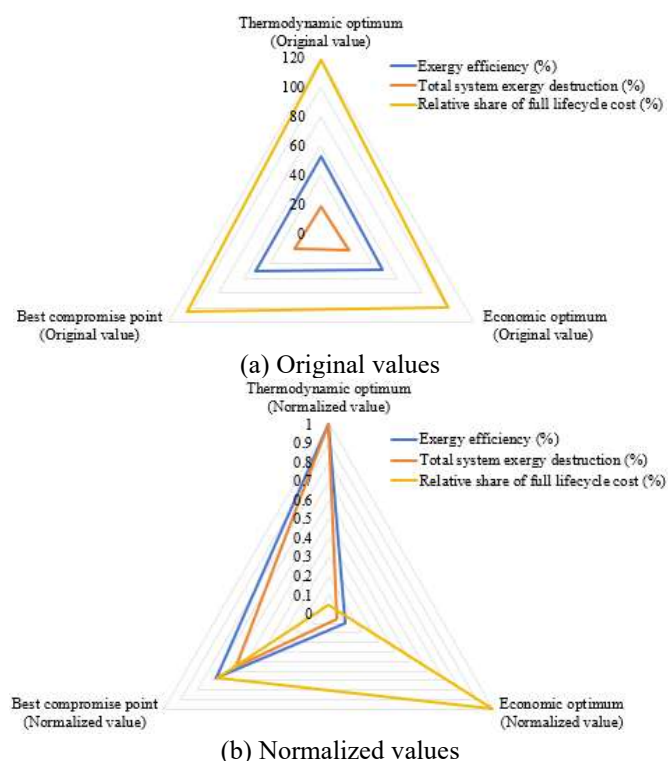 Thermodynamic optimum
(Original value)
120
100
80
60
40
20
0
Exergy efficiency (%)
Total system exergy destruction (%)
Relative share of full lifecycle cost (%)
Best compromise point
(Original value)
Economic optimum
(Original value)
(a) Original values
Thermodynamic optimum
(Normalized value)
1
0.9
0.8
0.7
0.6
0.5
0.4
0.3
0.2
0.1
0
Exergy efficiency (%)
Total system exergy destruction (%)
Relative share of full lifecycle cost (%)
Best compromise point
(Normalized value)
Economic optimum
(Normalized value)
(b) Normalized values